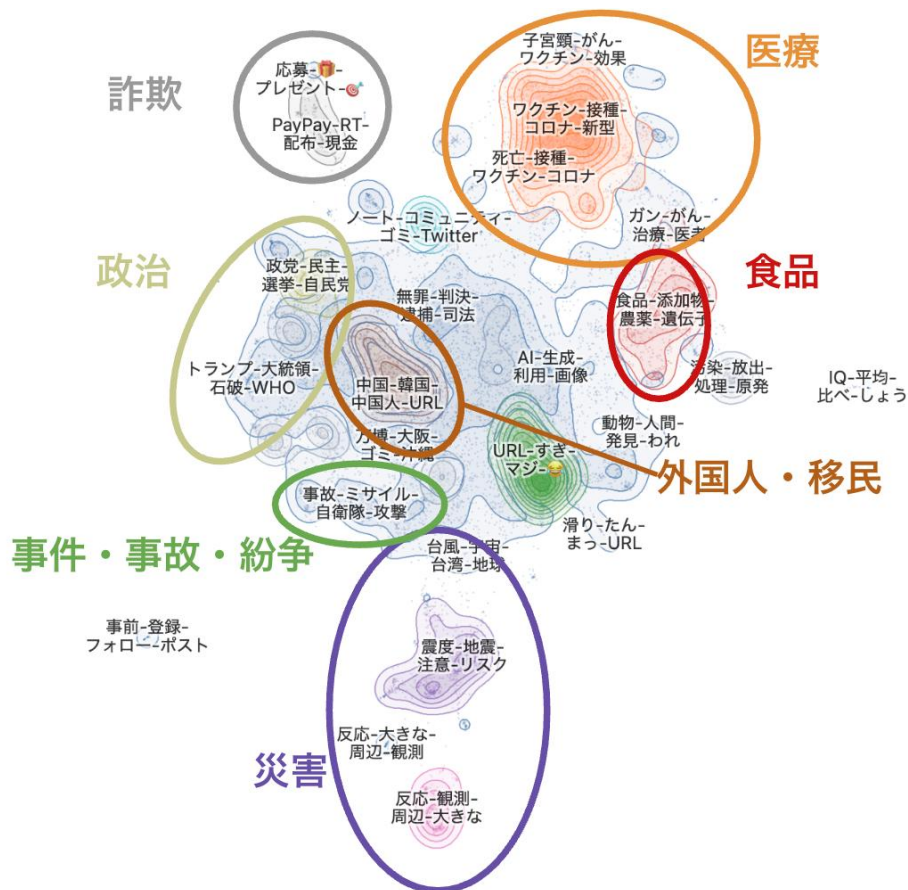 子宮頸-がん-
ワクチン-効果
医療
応募-🎁-
プレゼント-🎯
詐欺
PayPay-RT-
配布-現金
ワクチン-接種-
コロナ-新型
死亡-接種-
ワクチン-コロナ
ノート-コミュニティ-
ゴミ-Twitter
ガン-がん-
治療-医者
政治
政党-民主-
選挙-自民党
食品
無罪-判決-
逮捕-司法
食品-添加物-
農薬-遺伝子
トランプ-大統領-
石破-WHO
中国-韓国-
中国人-URL
AI-生成-
利用-画像
汚染-放出-
処理-原発
IQ-平均-
比べ-しょう
万博-大阪-
ゴミ-沖縄
動物-人間-
発見-われ
URL-すぎ-
マジ-😂
外国人・移民
事故-ミサイル-
自衛隊-攻撃
滑り-たん-
まっ-URL
事件・事故・紛争
台風-宇宙-
台湾-地球
事前-登録-
フォロー-ポスト
震度-地震-
注意-リスク
反応-大きな-
周辺-観測
災害
反応-観測-
周辺-大きな